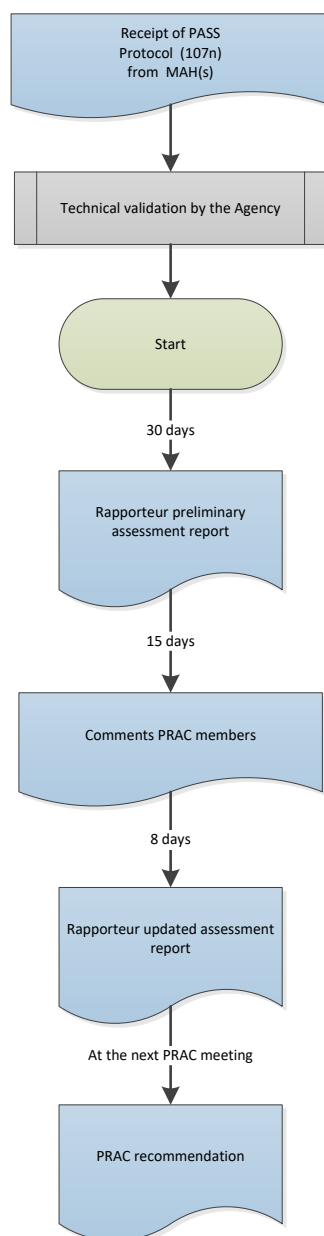 Receipt of PASS
Protocol (107n)
from MAH(s)
Technical validation by the Agency
Start
30 days
Rapporteur preliminary
assessment report
15 days
Comments PRAC members
8 days
Rapporteur updated assessment
report
At the next PRAC meeting
PRAC recommendation